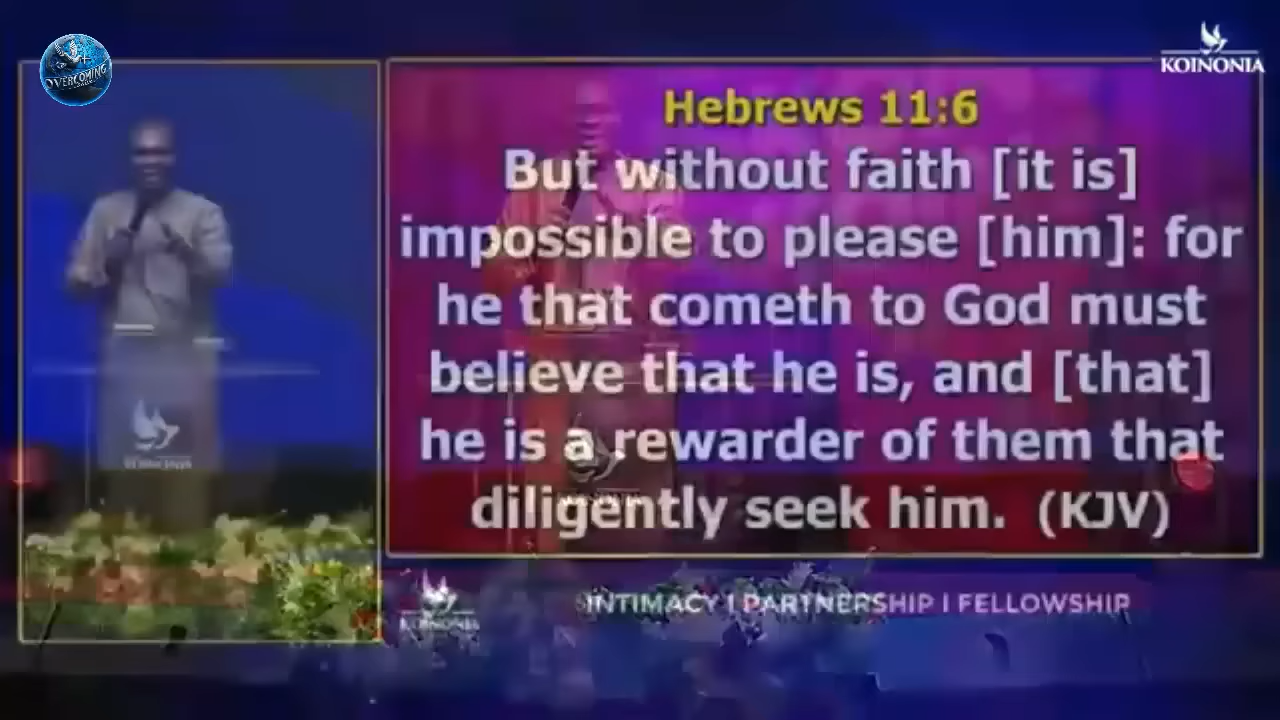 OVERCOMING
KOINONIA
Hebrews 11:6
But without faith [it is]
impossible to please [him]: for
he that cometh to God must
believe that he is, and [that]
he is a rewarder of them that
diligently seek him. (KJV)
KOINONIA
INTIMACY I PARTNERSHIP I FELLOWSHIP